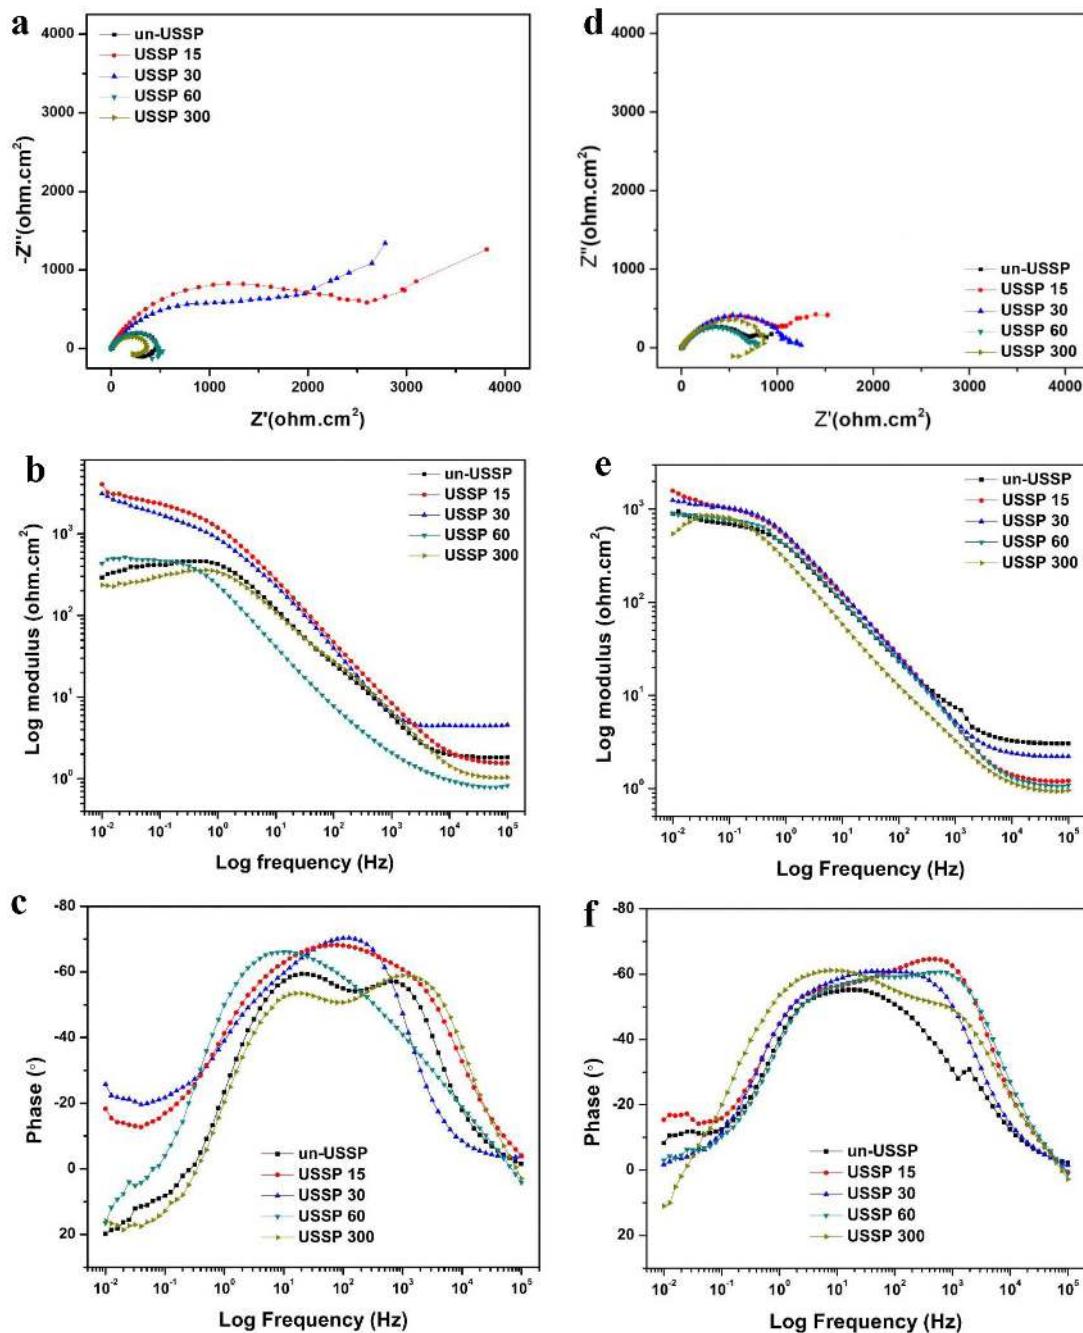 a
un-USSP
USSP 15
USSP 30
USSP 60
USSP 300
4000
3000
2000
1000
0
-Z''(ohm.cm²)
0 1000 2000 3000 4000
Z'(ohm.cm²)
d
4000
3000
2000
1000
0
Z''(ohm.cm²)
un-USSP
USSP 15
USSP 30
USSP 60
USSP 300
0 1000 2000 3000 4000
Z'(ohm.cm²)
b
un-USSP
USSP 15
USSP 30
USSP 60
USSP 300
10³
10²
10¹
10⁰
Log modulus (ohm.cm²)
10⁻² 10⁻¹ 10⁰ 10¹ 10² 10³ 10⁴ 10⁵
Log frequency (Hz)
e
un-USSP
USSP 15
USSP 30
USSP 60
USSP 300
10³
10²
10¹
10⁰
Log modulus (ohm.cm²)
10⁻² 10⁻¹ 10⁰ 10¹ 10² 10³ 10⁴ 10⁵
Log Frequency (Hz)
c
-80
-60
-40
-20
0
20
Phase (°)
un-USSP
USSP 15
USSP 30
USSP 60
USSP 300
10⁻² 10⁻¹ 10⁰ 10¹ 10² 10³ 10⁴ 10⁵
Log Frequency (Hz)
f
-80
-60
-40
-20
0
20
Phase (°)
un-USSP
USSP 15
USSP 30
USSP 60
USSP 300
10⁻² 10⁻¹ 10⁰ 10¹ 10² 10³ 10⁴ 10⁵
Log Frequency (Hz)